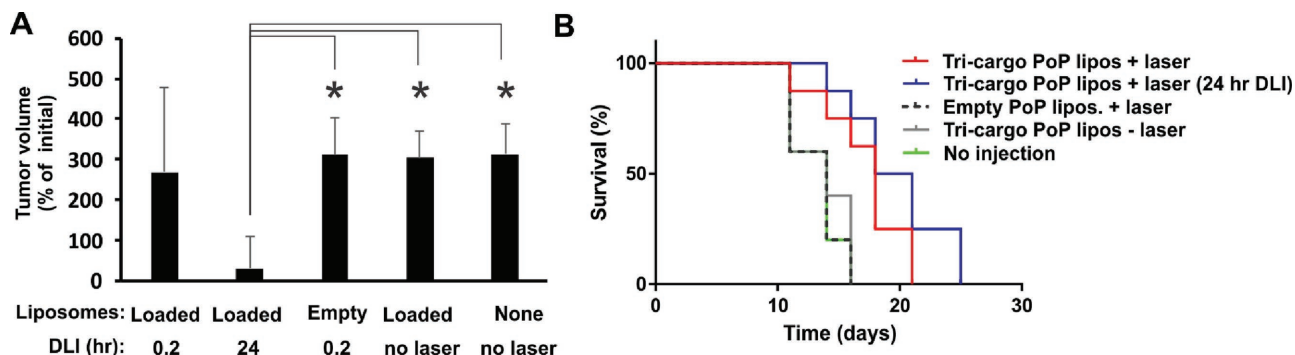 A
Tumor volume
(% of initial)
600
500
400
300
200
100
0
* * *
Liposomes: Loaded Loaded Empty Loaded None
DLI (hr): 0.2 24 0.2 no laser no laser
B
Survival (%)
100
50
0
0 10 20 30
Time (days)
Tri-cargo PoP lipos + laser
Tri-cargo PoP lipos + laser (24 hr DLI)
Empty PoP lipos. + laser
Tri-cargo PoP lipos - laser
No injection